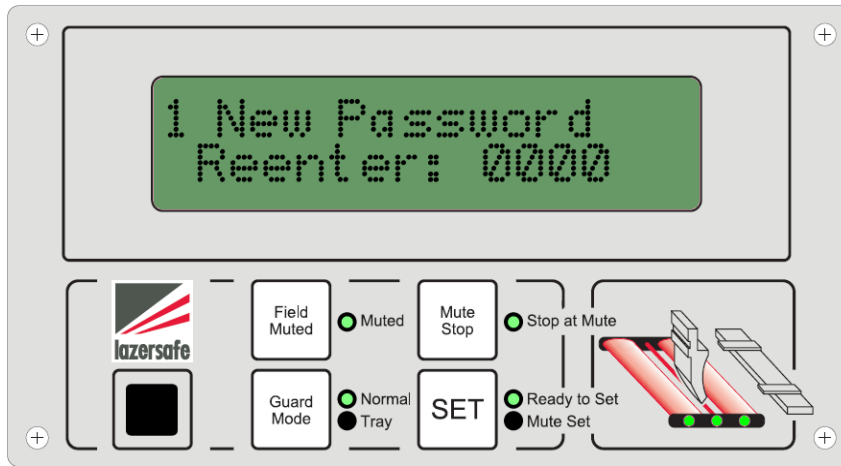 1 New Password
Reenter: 0000
lazersafe
Field
Muted
Muted
Mute
Stop
Stop at Mute
Guard
Mode
Normal
Tray
SET
Ready to Set
Mute Set